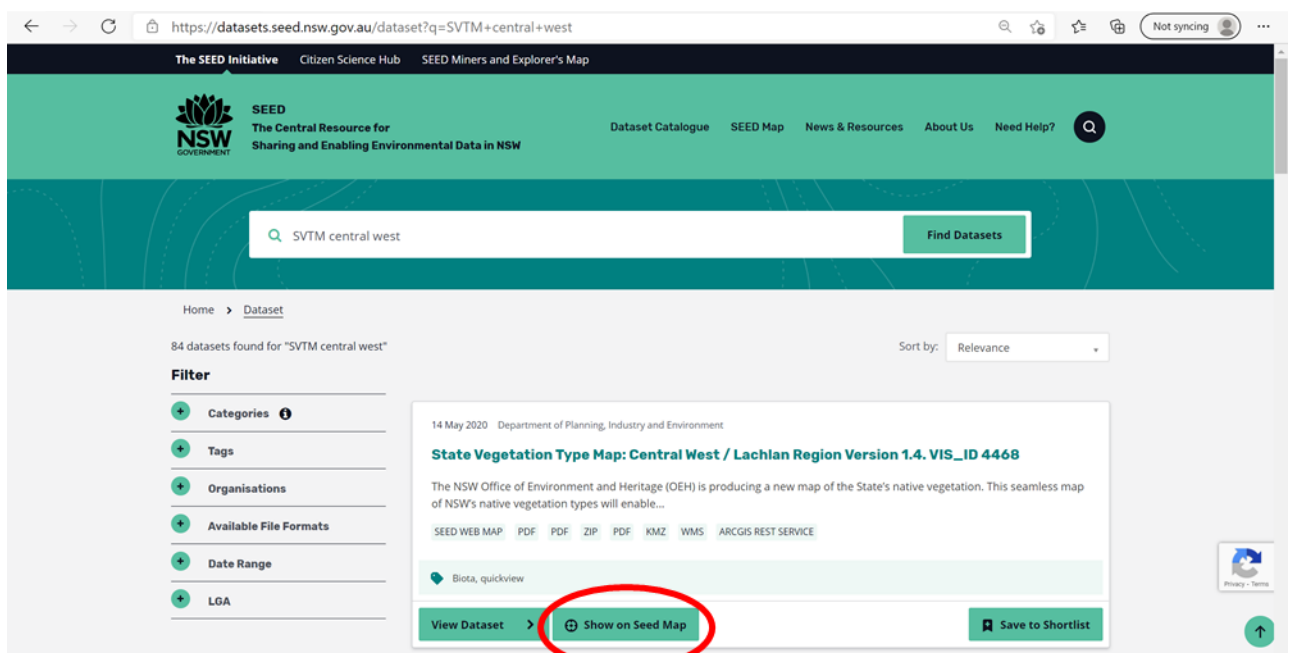 https://datasets.seed.nsw.gov.au/dataset?q=SVTM+central+west
Not syncing
The SEED Initiative Citizen Science Hub SEED Miners and Explorer's Map
NSW
GOVERNMENT
SEED
The Central Resource for
Sharing and Enabling Environmental Data in NSW
Dataset Catalogue SEED Map News & Resources About Us Need Help?
SVTM central west
Find Datasets
Home > Dataset
84 datasets found for "SVTM central west"
Sort by: Relevance
Filter
Categories
Tags
Organisations
Available File Formats
Date Range
LGA
14 May 2020 Department of Planning, Industry and Environment
State Vegetation Type Map: Central West / Lachlan Region Version 1.4. VIS_ID 4468
The NSW Office of Environment and Heritage (OEH) is producing a new map of the State's native vegetation. This seamless map
of NSW's native vegetation types will enable...
SEED WEB MAP PDF PDF ZIP PDF KMZ WMS ARCGIS REST SERVICE
Biota, quickview
View Dataset > Show on Seed Map Save to Shortlist
Privacy - Terms